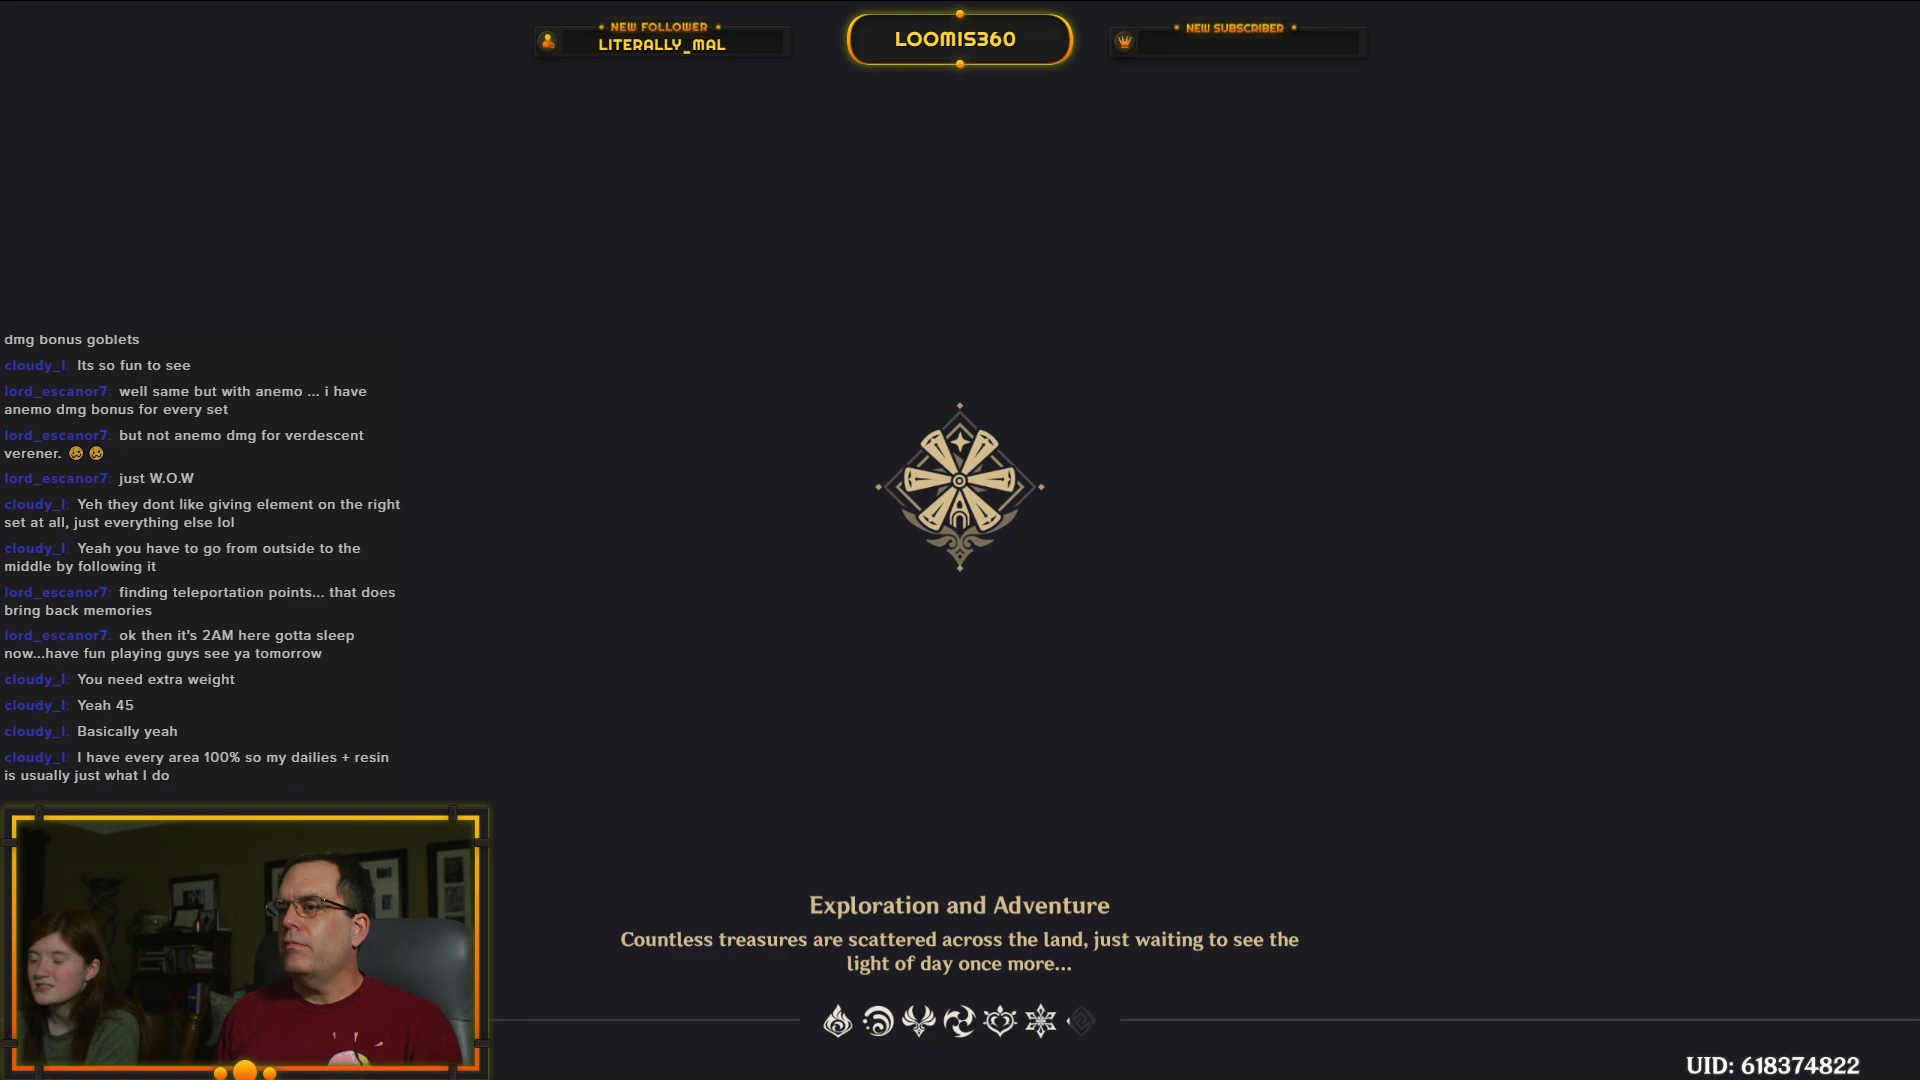 NEW FOLLOWER
LITERALLY_MAL
LOOMIS360
NEW SUBSCRIBER
dmg bonus goblets
cloudy_l: Its so fun to see
lord_escanor7: well same but with anemo ... i have
anemo dmg bonus for every set
lord_escanor7: but not anemo dmg for verdescent
verener.
lord_escanor7: just W.O.W
cloudy_l: Yeh they dont like giving element on the right
set at all, just everything else lol
cloudy_l: Yeah you have to go from outside to the
middle by following it
lord_escanor7: finding teleportation points... that does
bring back memories
lord_escanor7: ok then it's 2AM here gotta sleep
now...have fun playing guys see ya tomorrow
cloudy_l: You need extra weight
cloudy_l: Yeah 45
cloudy_l: Basically yeah
cloudy_l: I have every area 100% so my dailies + resin
is usually just what I do
Exploration and Adventure
Countless treasures are scattered across the land, just waiting to see the
light of day once more...
UID: 618374822